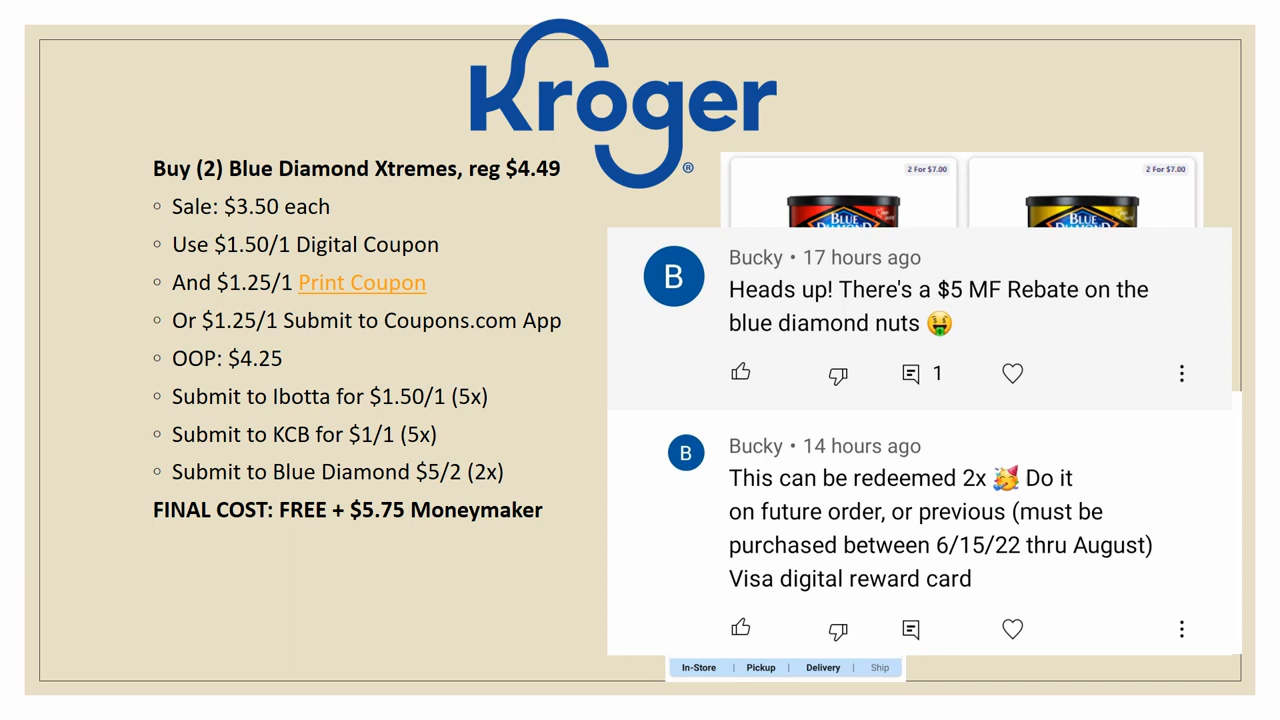 Kroger
®
Buy (2) Blue Diamond Xtremes, reg $4.49
◦ Sale: $3.50 each
◦ Use $1.50/1 Digital Coupon
◦ And $1.25/1 Print Coupon
◦ Or $1.25/1 Submit to Coupons.com App
◦ OOP: $4.25
◦ Submit to Ibotta for $1.50/1 (5x)
◦ Submit to KCB for $1/1 (5x)
◦ Submit to Blue Diamond $5/2 (2x)
FINAL COST: FREE + $5.75 Moneymaker
2 For $7.00
2 For $7.00
BLUE
DIAMOND
BLUE
DIAMOND
B
Bucky • 17 hours ago
Heads up! There's a $5 MF Rebate on the
blue diamond nuts 🤑
1
B
Bucky • 14 hours ago
This can be redeemed 2x 🥳 Do it
on future order, or previous (must be
purchased between 6/15/22 thru August)
Visa digital reward card
In-Store | Pickup | Delivery | Ship